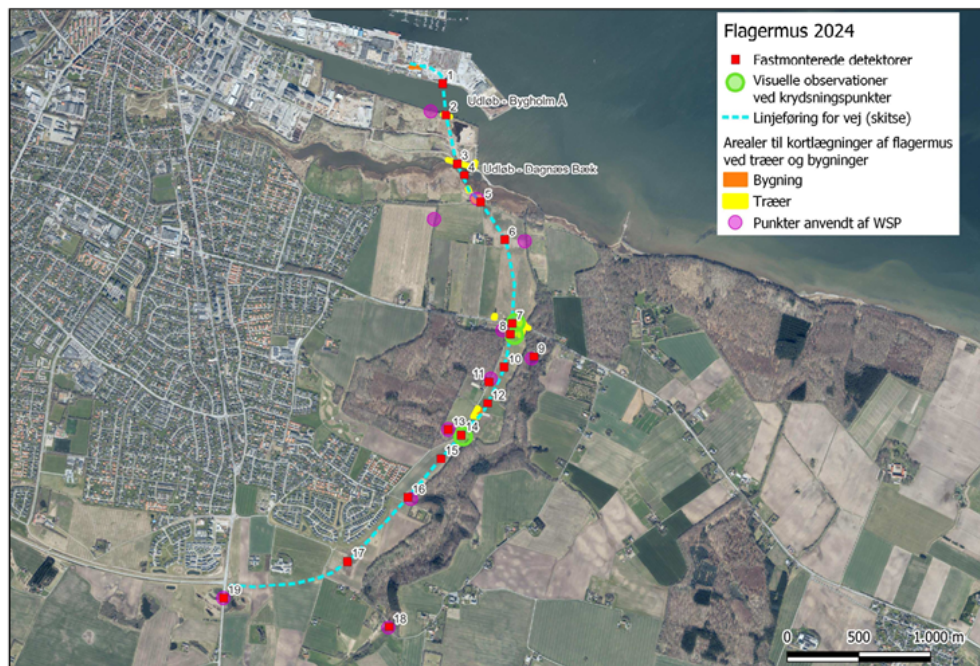 Flagermus 2024
Fastmonterede detektorer
Visuelle observationer
ved krydsningspunkter
Linjeføring for vej (skitse)
Arealer til kortlægninger af flagermus
ved træer og bygninger
Bygning
Træer
Punkter anvendt af WSP
1
Udløb - Bygholm Å
2
3
4
Udløb - Dagnæs Bæk
5
6
7
8
9
10
11
12
13
14
15
16
17
18
19
0 500 1.000 m